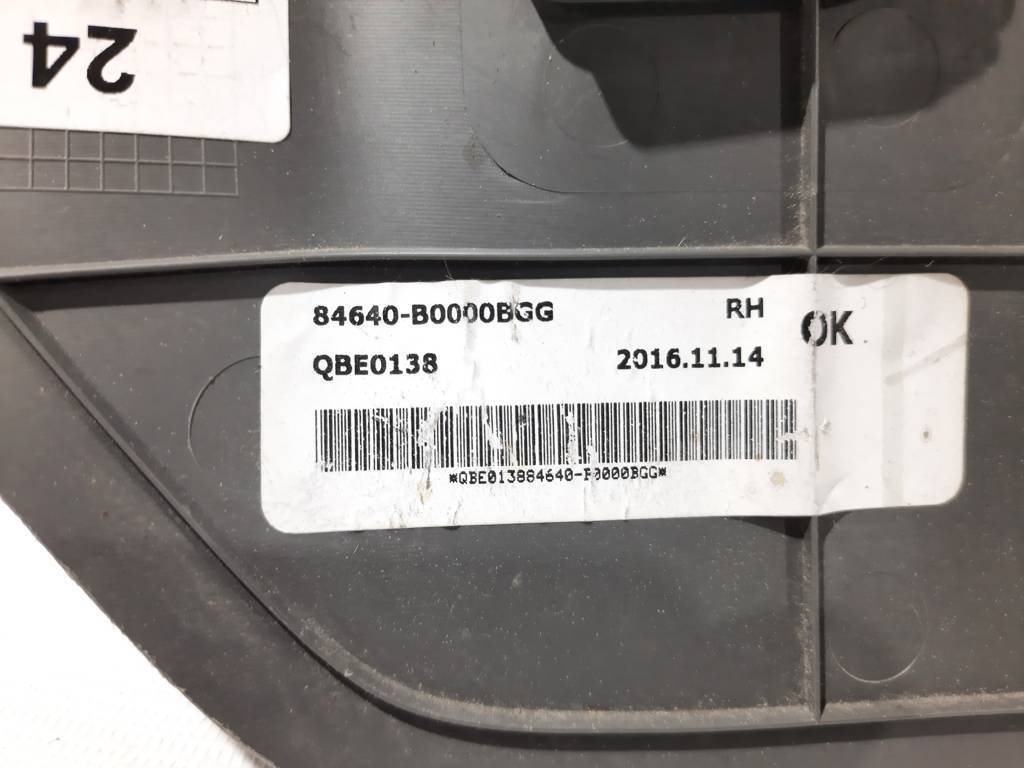 24
84640-B0000BGG RH OK
QBE0138 2016.11.14
*QBE013884640-B0000BGG*